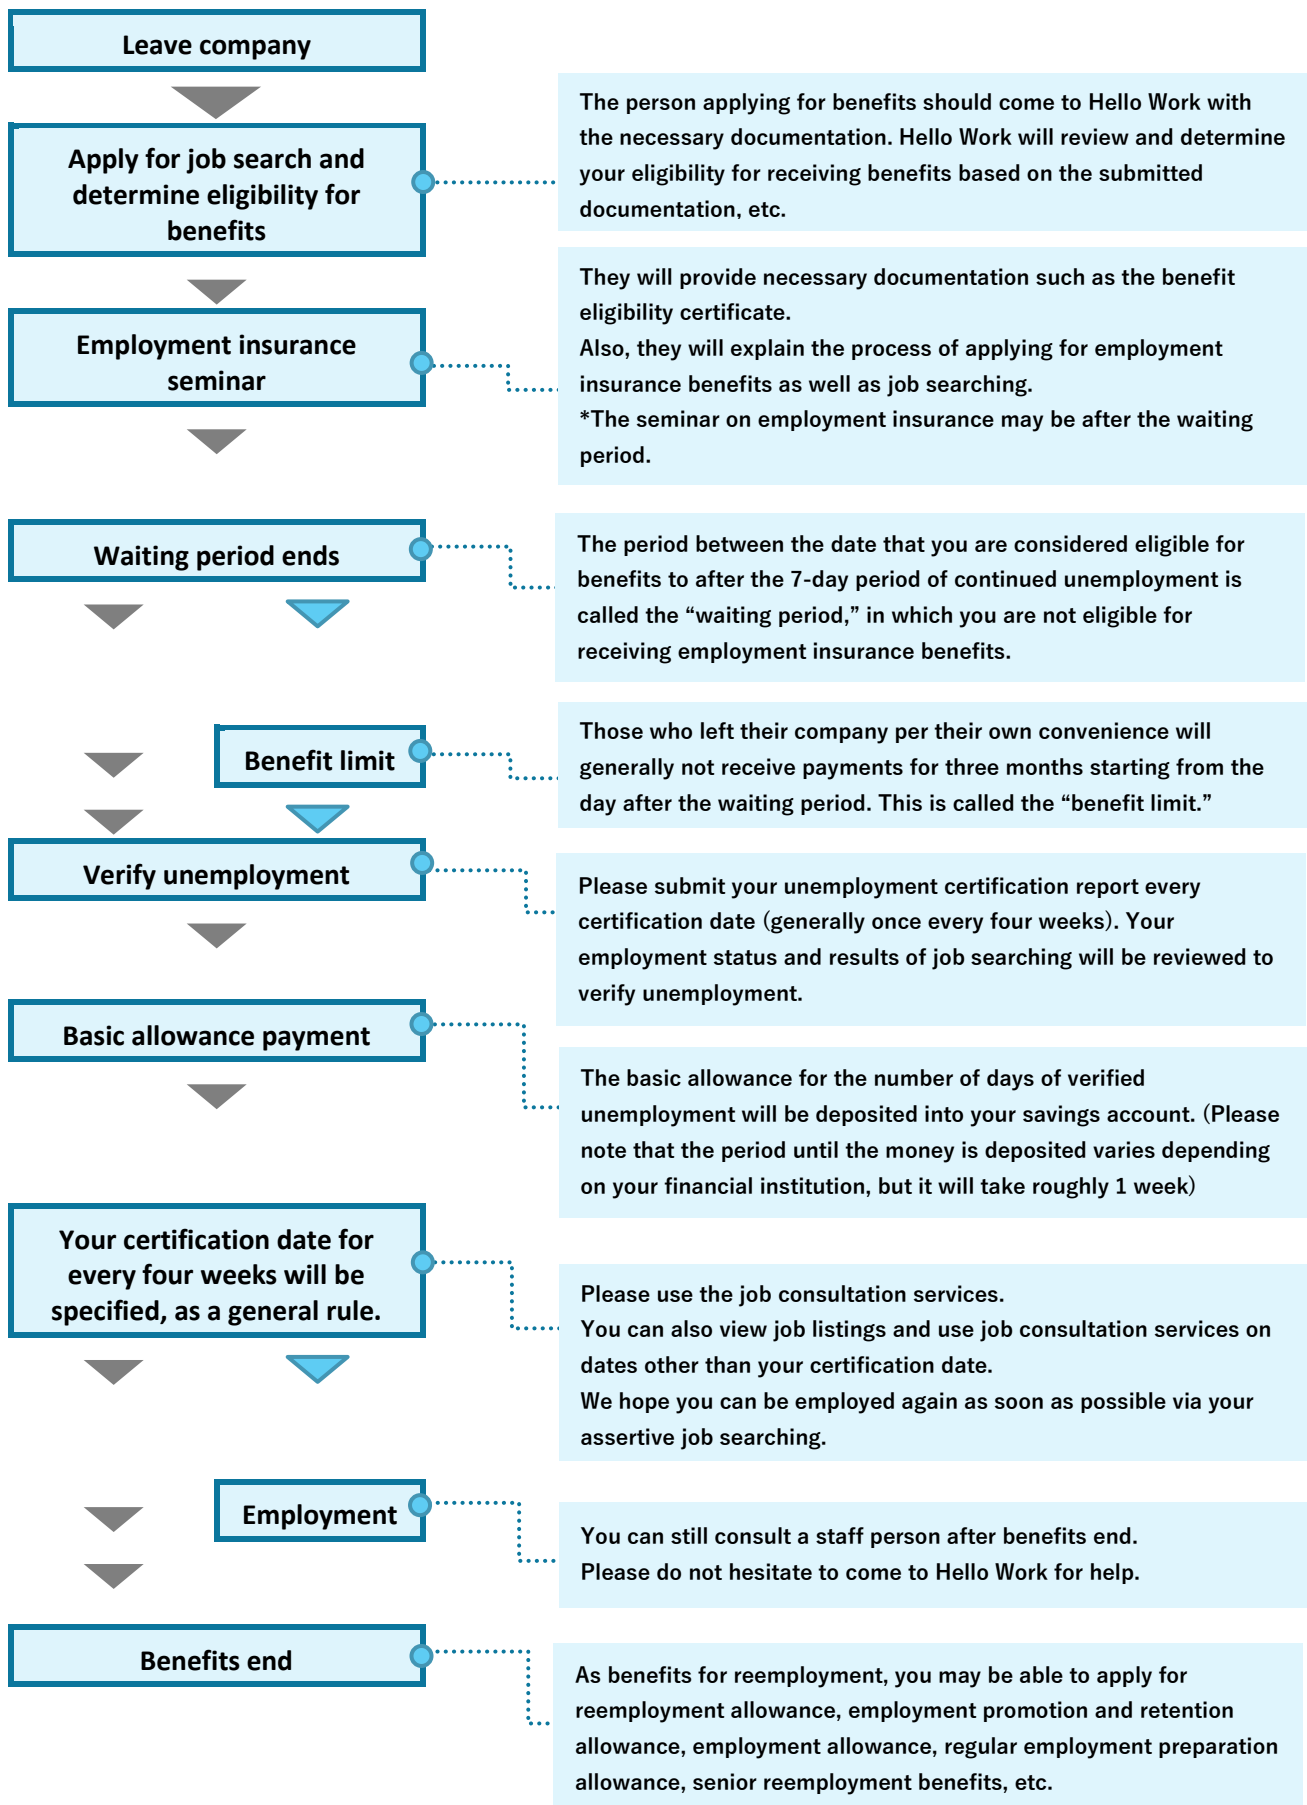 Leave company
The person applying for benefits should come to Hello Work with
the necessary documentation. Hello Work will review and determine
your eligibility for receiving benefits based on the submitted
documentation, etc.
Apply for job search and
determine eligibility for
benefits
They will provide necessary documentation such as the benefit
eligibility certificate.
Also, they will explain the process of applying for employment
insurance benefits as well as job searching.
*The seminar on employment insurance may be after the waiting
period.
Employment insurance
seminar
Waiting period ends
The period between the date that you are considered eligible for
benefits to after the 7-day period of continued unemployment is
called the “waiting period,” in which you are not eligible for
receiving employment insurance benefits.
Benefit limit
Those who left their company per their own convenience will
generally not receive payments for three months starting from the
day after the waiting period. This is called the “benefit limit.”
Verify unemployment
Please submit your unemployment certification report every
certification date (generally once every four weeks). Your
employment status and results of job searching will be reviewed to
verify unemployment.
Basic allowance payment
The basic allowance for the number of days of verified
unemployment will be deposited into your savings account. (Please
note that the period until the money is deposited varies depending
on your financial institution, but it will take roughly 1 week)
Your certification date for
every four weeks will be
specified, as a general rule.
Please use the job consultation services.
You can also view job listings and use job consultation services on
dates other than your certification date.
We hope you can be employed again as soon as possible via your
assertive job searching.
Employment
You can still consult a staff person after benefits end.
Please do not hesitate to come to Hello Work for help.
Benefits end
As benefits for reemployment, you may be able to apply for
reemployment allowance, employment promotion and retention
allowance, employment allowance, regular employment preparation
allowance, senior reemployment benefits, etc.